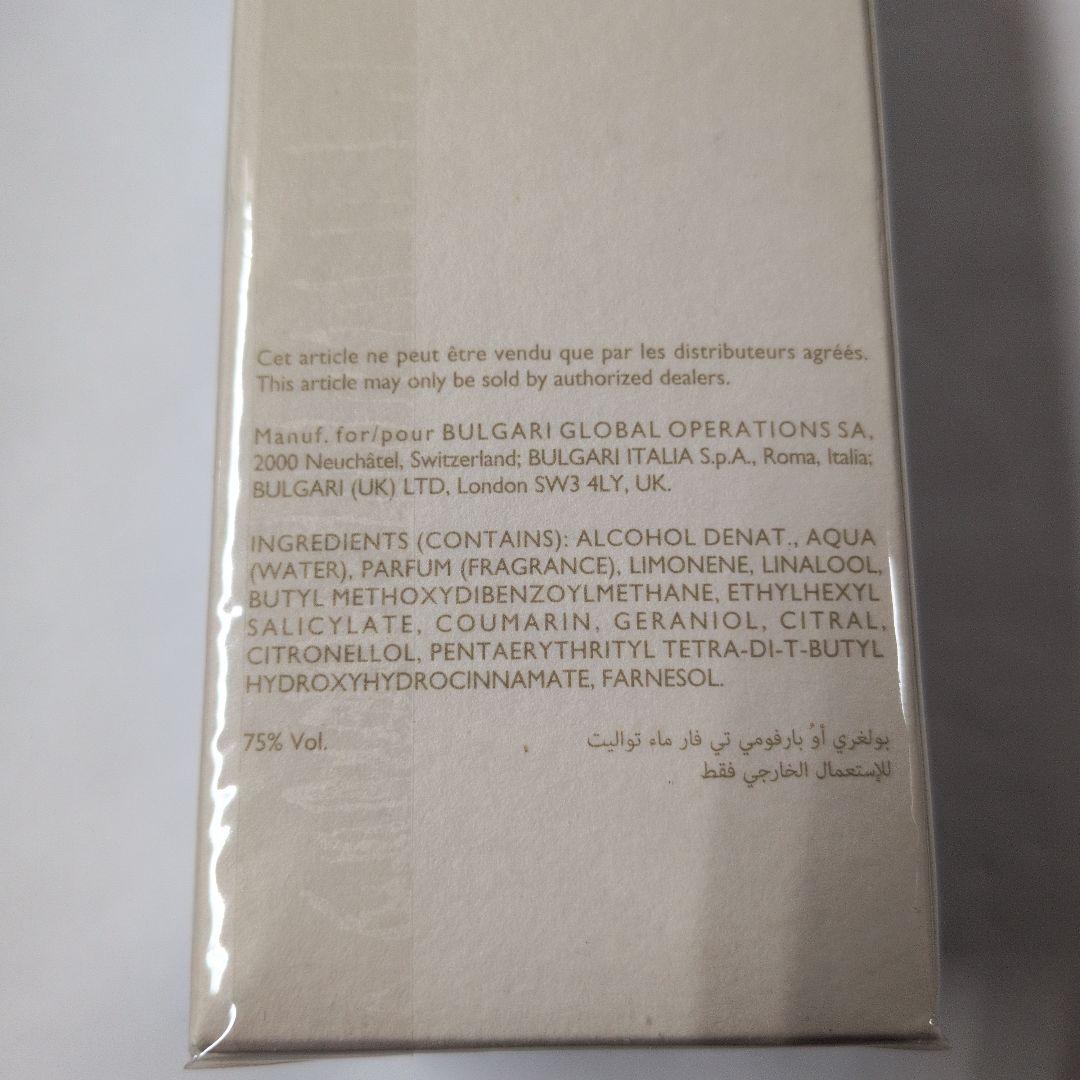 Cet article ne peut être vendu que par les distributeurs agréés.
This article may only be sold by authorized dealers.
Manuf. for/pour BULGARI GLOBAL OPERATIONS SA,
2000 Neuchâtel, Switzerland; BULGARI ITALIA S.p.A., Roma, Italia;
BULGARI (UK) LTD, London SW3 4LY, UK.
INGREDIENTS (CONTAINS): ALCOHOL DENAT., AQUA
(WATER), PARFUM (FRAGRANCE), LIMONENE, LINALOOL,
BUTYL METHOXYDIBENZOYLMETHANE, ETHYLHEXYL
SALICYLATE, COUMARIN, GERANIOL, CITRAL,
CITRONELLOL, PENTAERYTHRITYL TETRA-DI-T-BUTYL
HYDROXYHYDROCINNAMATE, FARNESOL.
75% Vol.
بولغري أوُ بارفومي تي فار ماء تواليت
للإستعمال الخارجي فقط